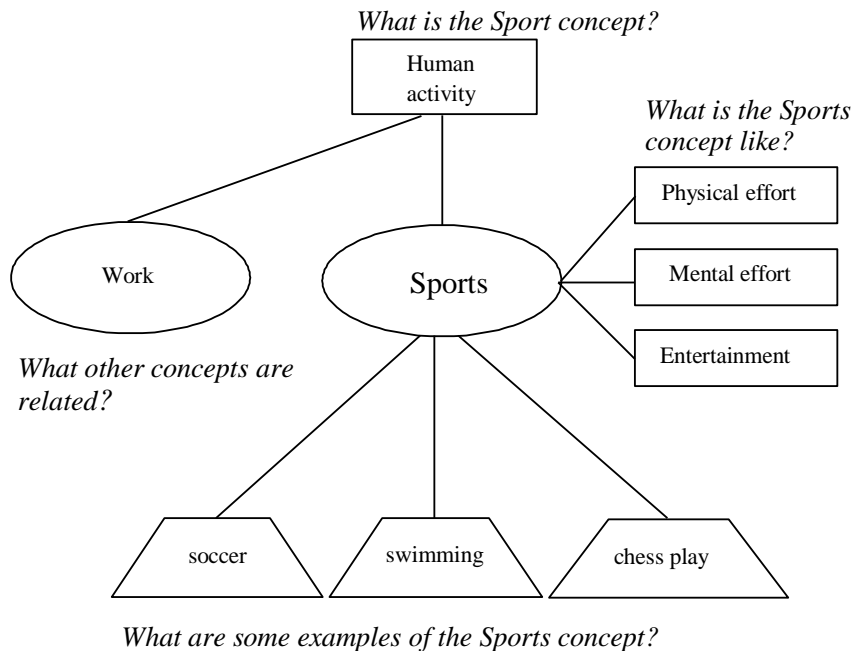 What is the Sport concept?
Human
activity
What is the Sports
concept like?
Physical effort
Work
Sports
Mental effort
Entertainment
What other concepts are
related?
soccer
swimming
chess play
What are some examples of the Sports concept?